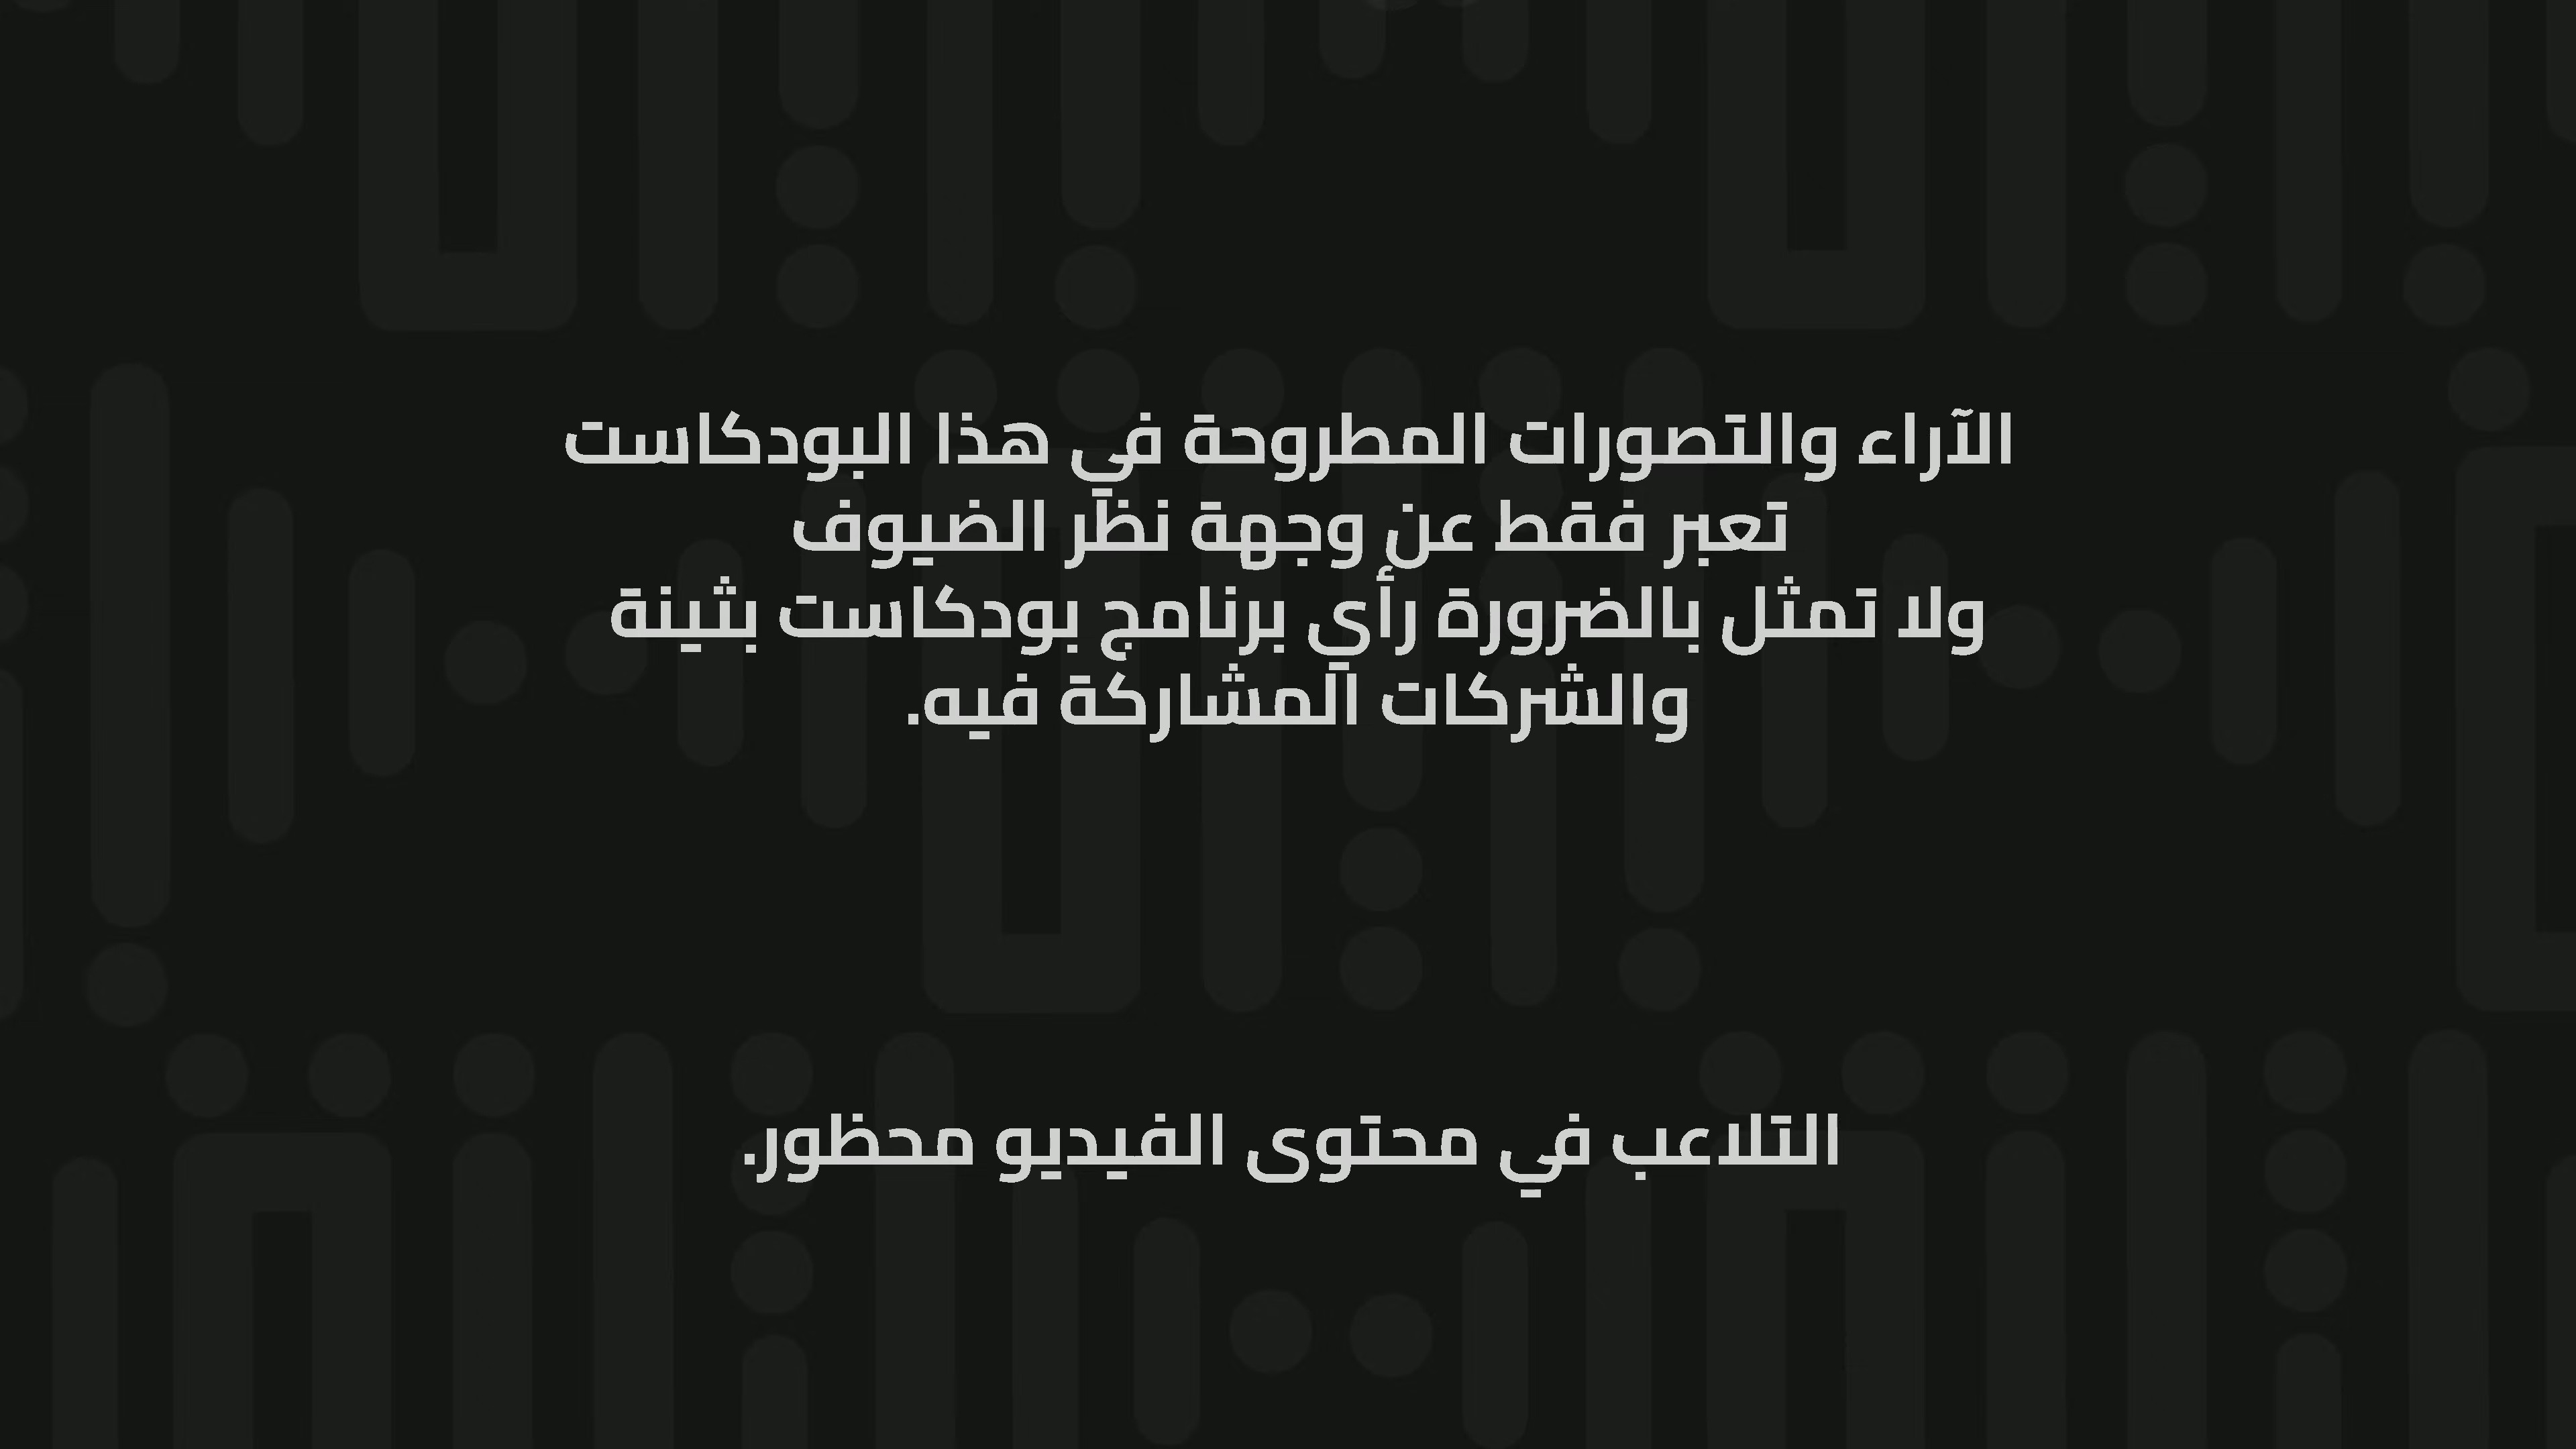 الآراء والتصورات المطروحة في هذا البودكاست
تعبر فقط عن وجهة نظر الضيوف
ولا تمثل بالضرورة رأي برنامج بودكاست بثينة
والشركات المشاركة فيه.
التلاعب في محتوى الفيديو محظور.